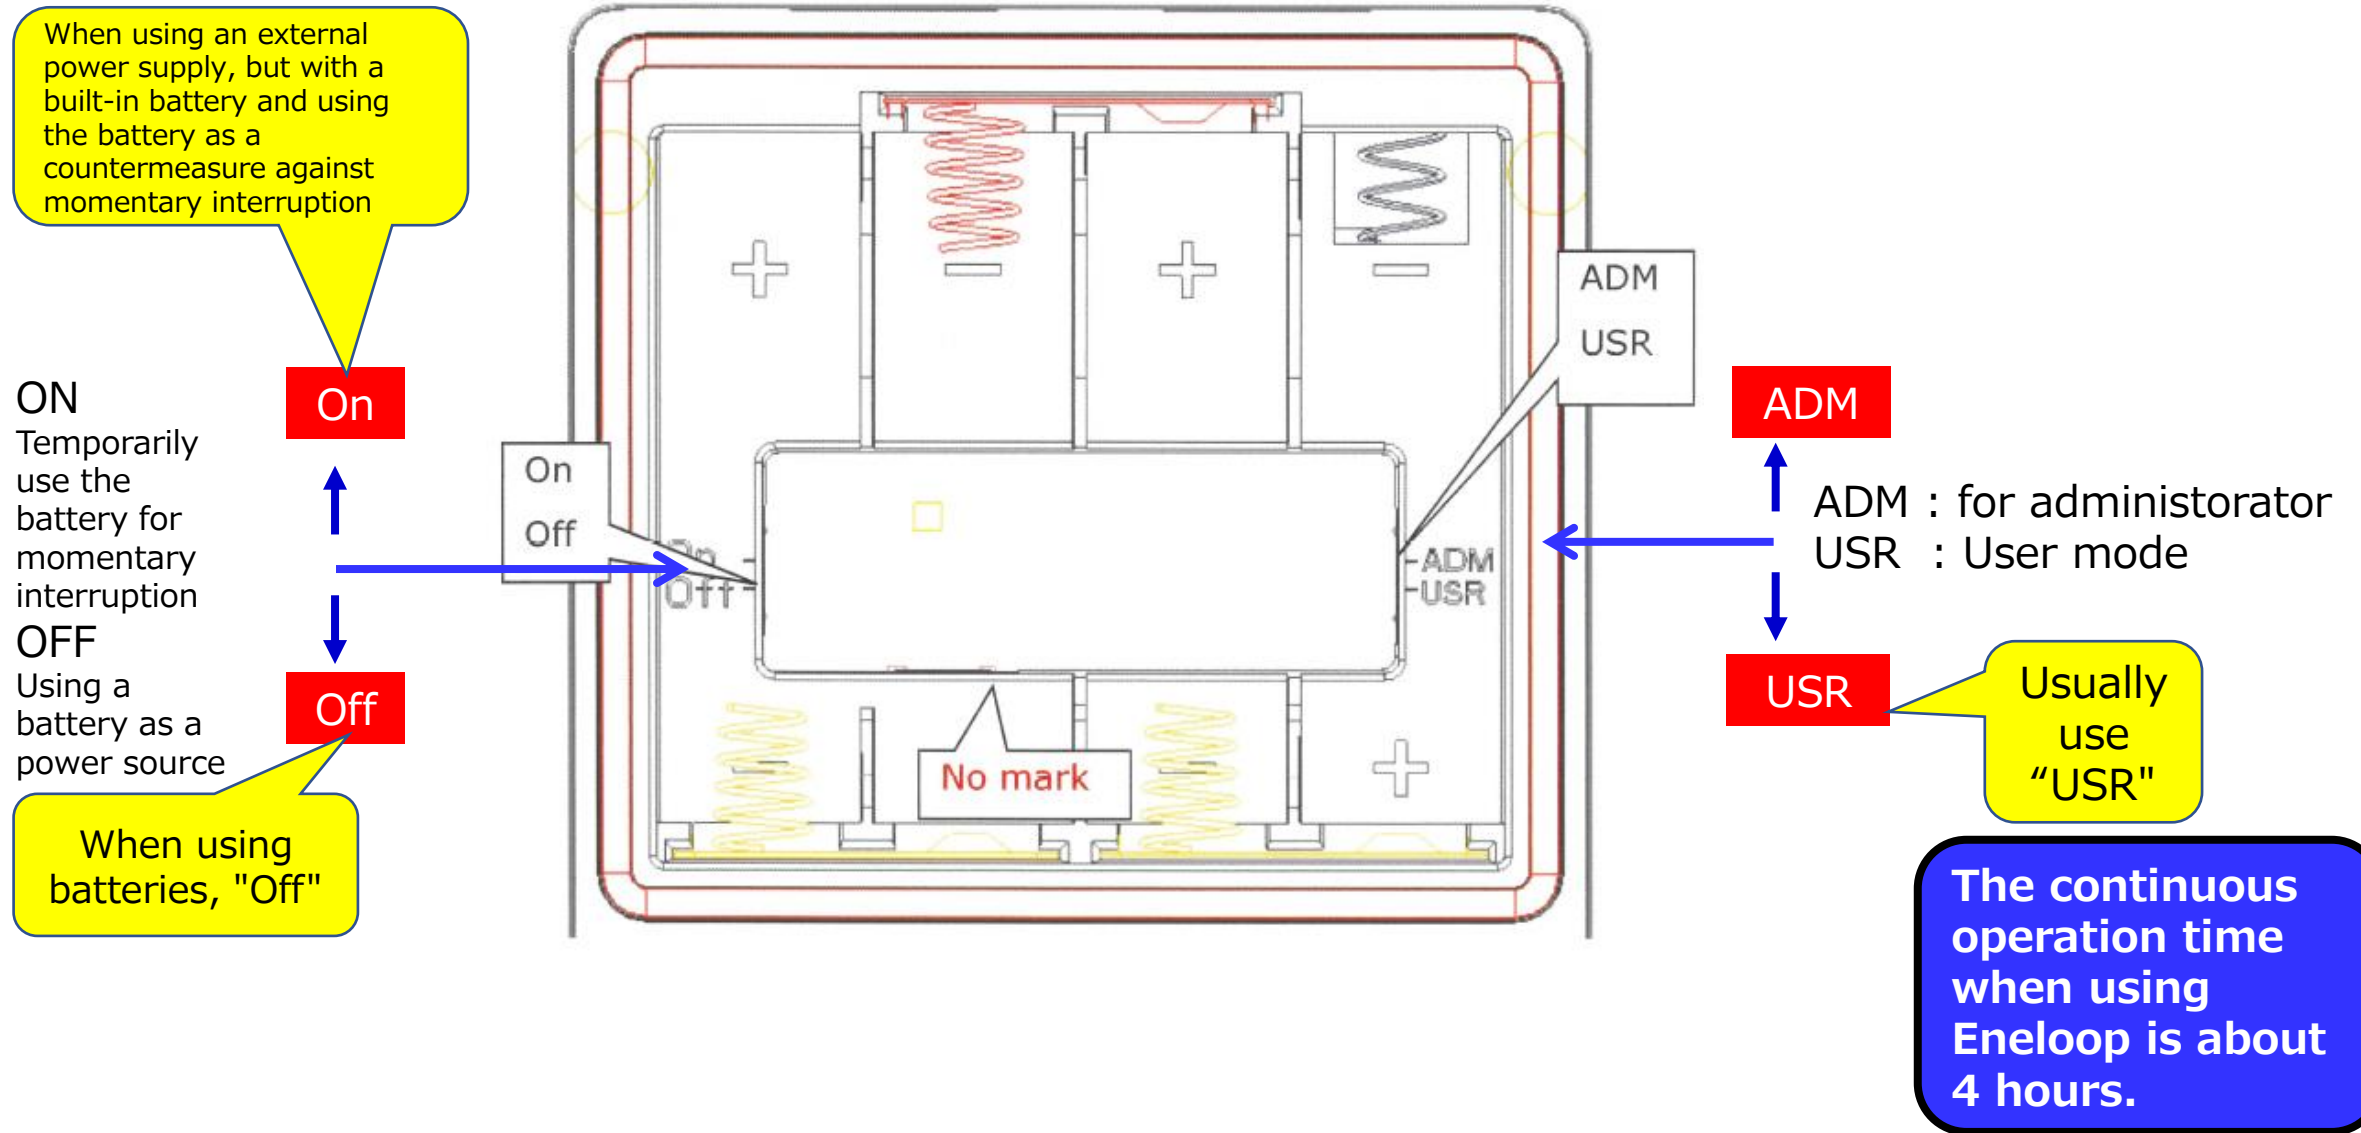 When using an external
power supply, but with a
built-in battery and using
the battery as a
countermeasure against
momentary interruption
On
ON
Temporarily
use the
battery for
momentary
interruption
OFF
Using a
battery as a
power source
Off
When using
batteries, "Off"
On
Off
On
Off
+
−
+
−
ADM
USR
ADM
USR
No mark
−
−
+
ADM
ADM : for administorator
USR : User mode
USR
Usually
use
“USR"
The continuous
operation time
when using
Eneloop is about
4 hours.